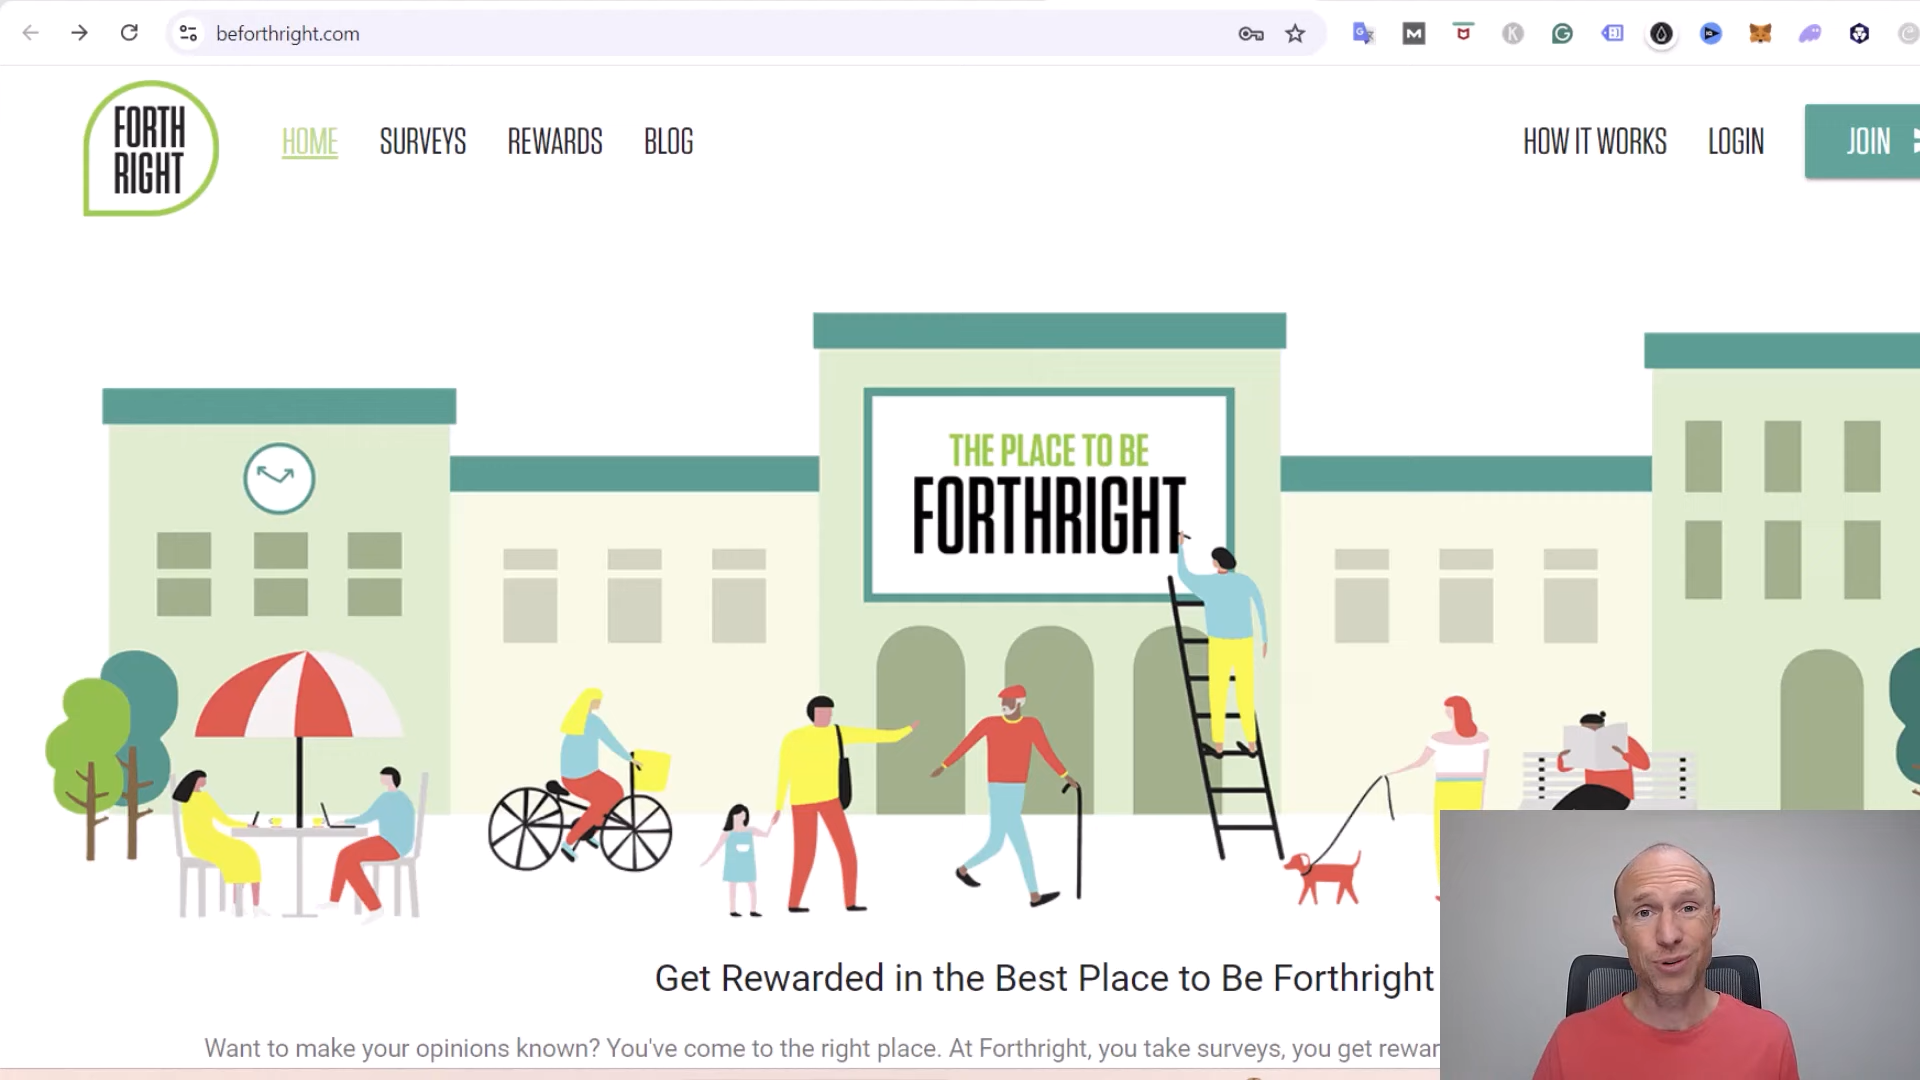 beforthright.com
FORTH
RIGHT
HOME SURVEYS REWARDS BLOG HOW IT WORKS LOGIN JOIN
THE PLACE TO BE
FORTHRIGHT
Get Rewarded in the Best Place to Be Forthright
Want to make your opinions known? You've come to the right place. At Forthright, you take surveys, you get rewar